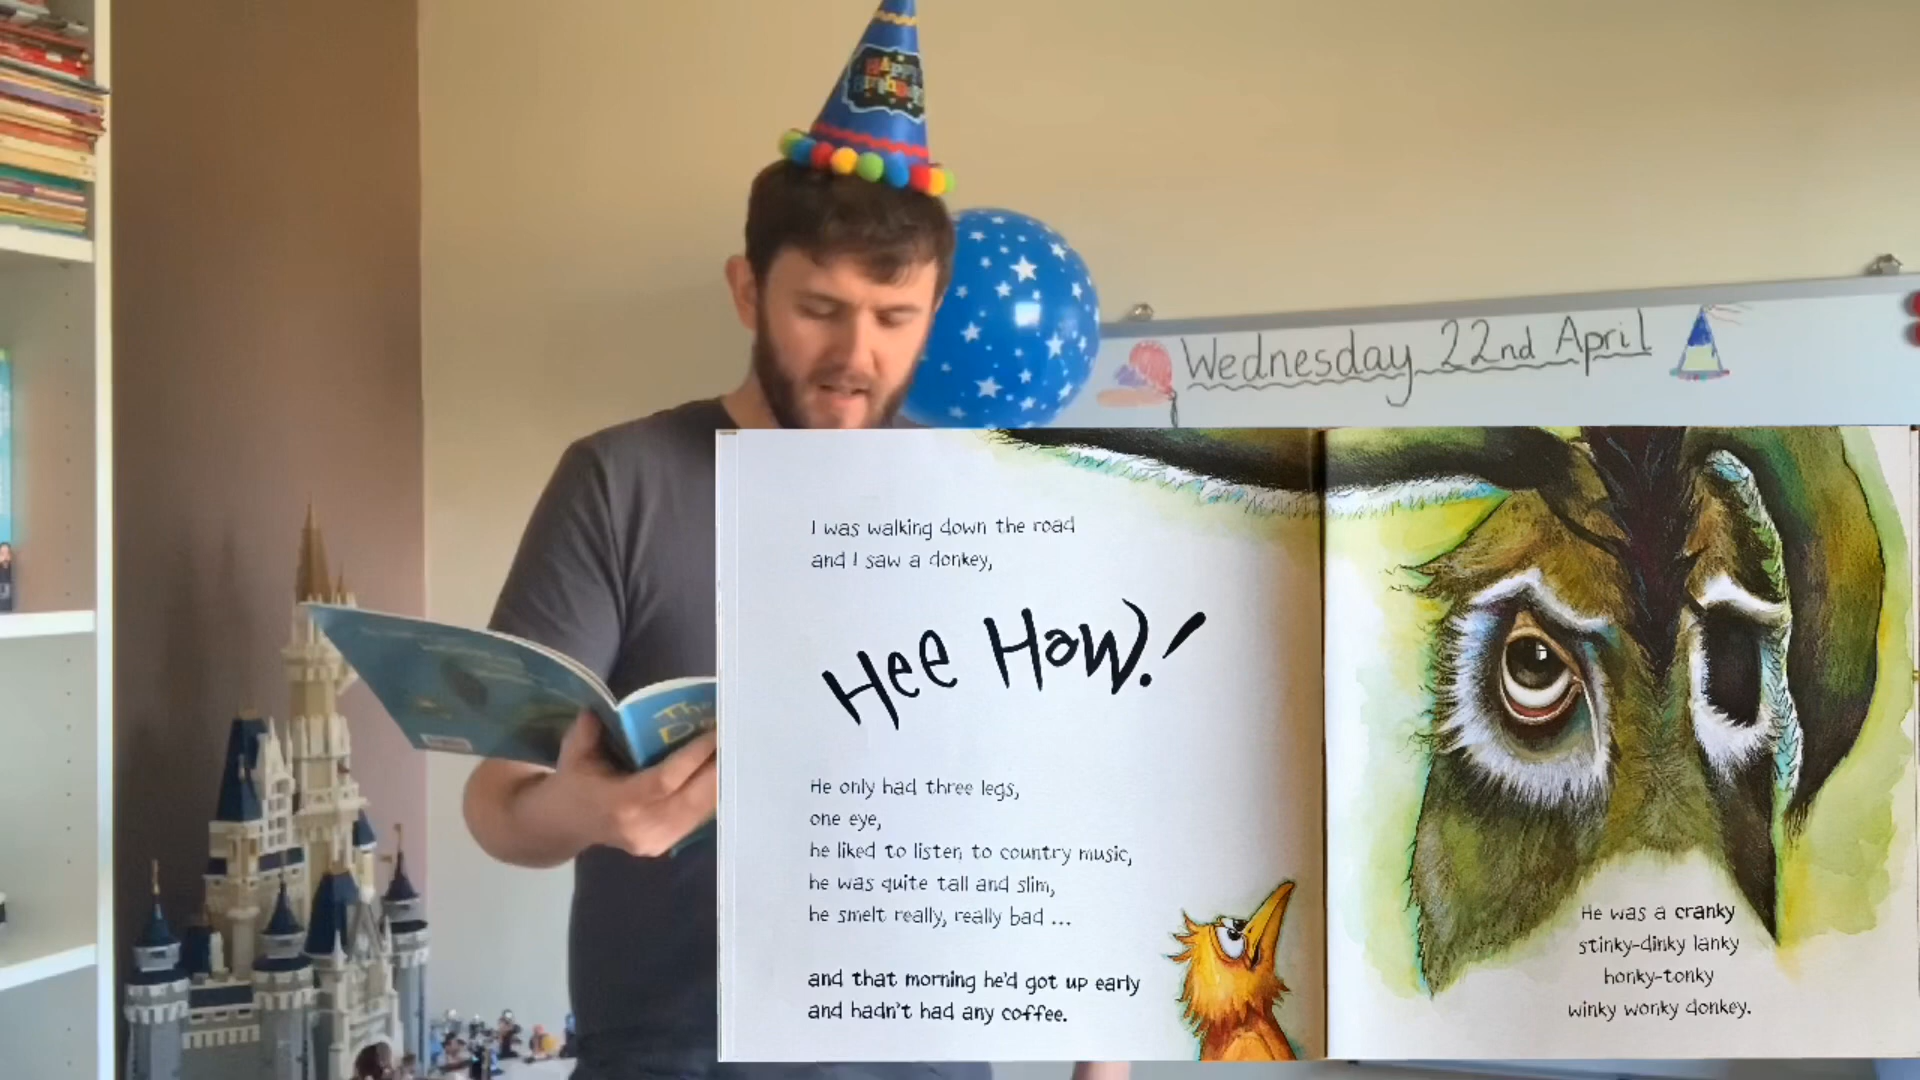 Happy
Birthday
Wednesday 22nd April
The
I was walking down the road
and I saw a donkey,
Hee Haw!
He only had three legs,
one eye,
he liked to listen to country music,
he was quite tall and slim,
he smelt really, really bad ...
and that morning he'd got up early
and hadn't had any coffee.
He was a cranky
stinky-dinky lanky
honky-tonky
winky wonky donkey.